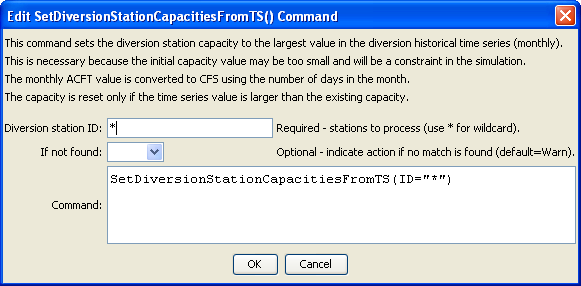 Edit SetDiversionStationCapacitiesFromTS() Command
This command sets the diversion station capacity to the largest value in the diversion historical time series (monthly).
This is necessary because the initial capacity value may be too small and will be a constraint in the simulation.
The monthly ACFT value is converted to CFS using the number of days in the month.
The capacity is reset only if the time series value is larger than the existing capacity.
Diversion station ID: * Required - stations to process (use * for wildcard).
If not found: Optional - indicate action if no match is found (default=Warn).
SetDiversionStationCapacitiesFromTS(ID="*")
Command:
OK Cancel